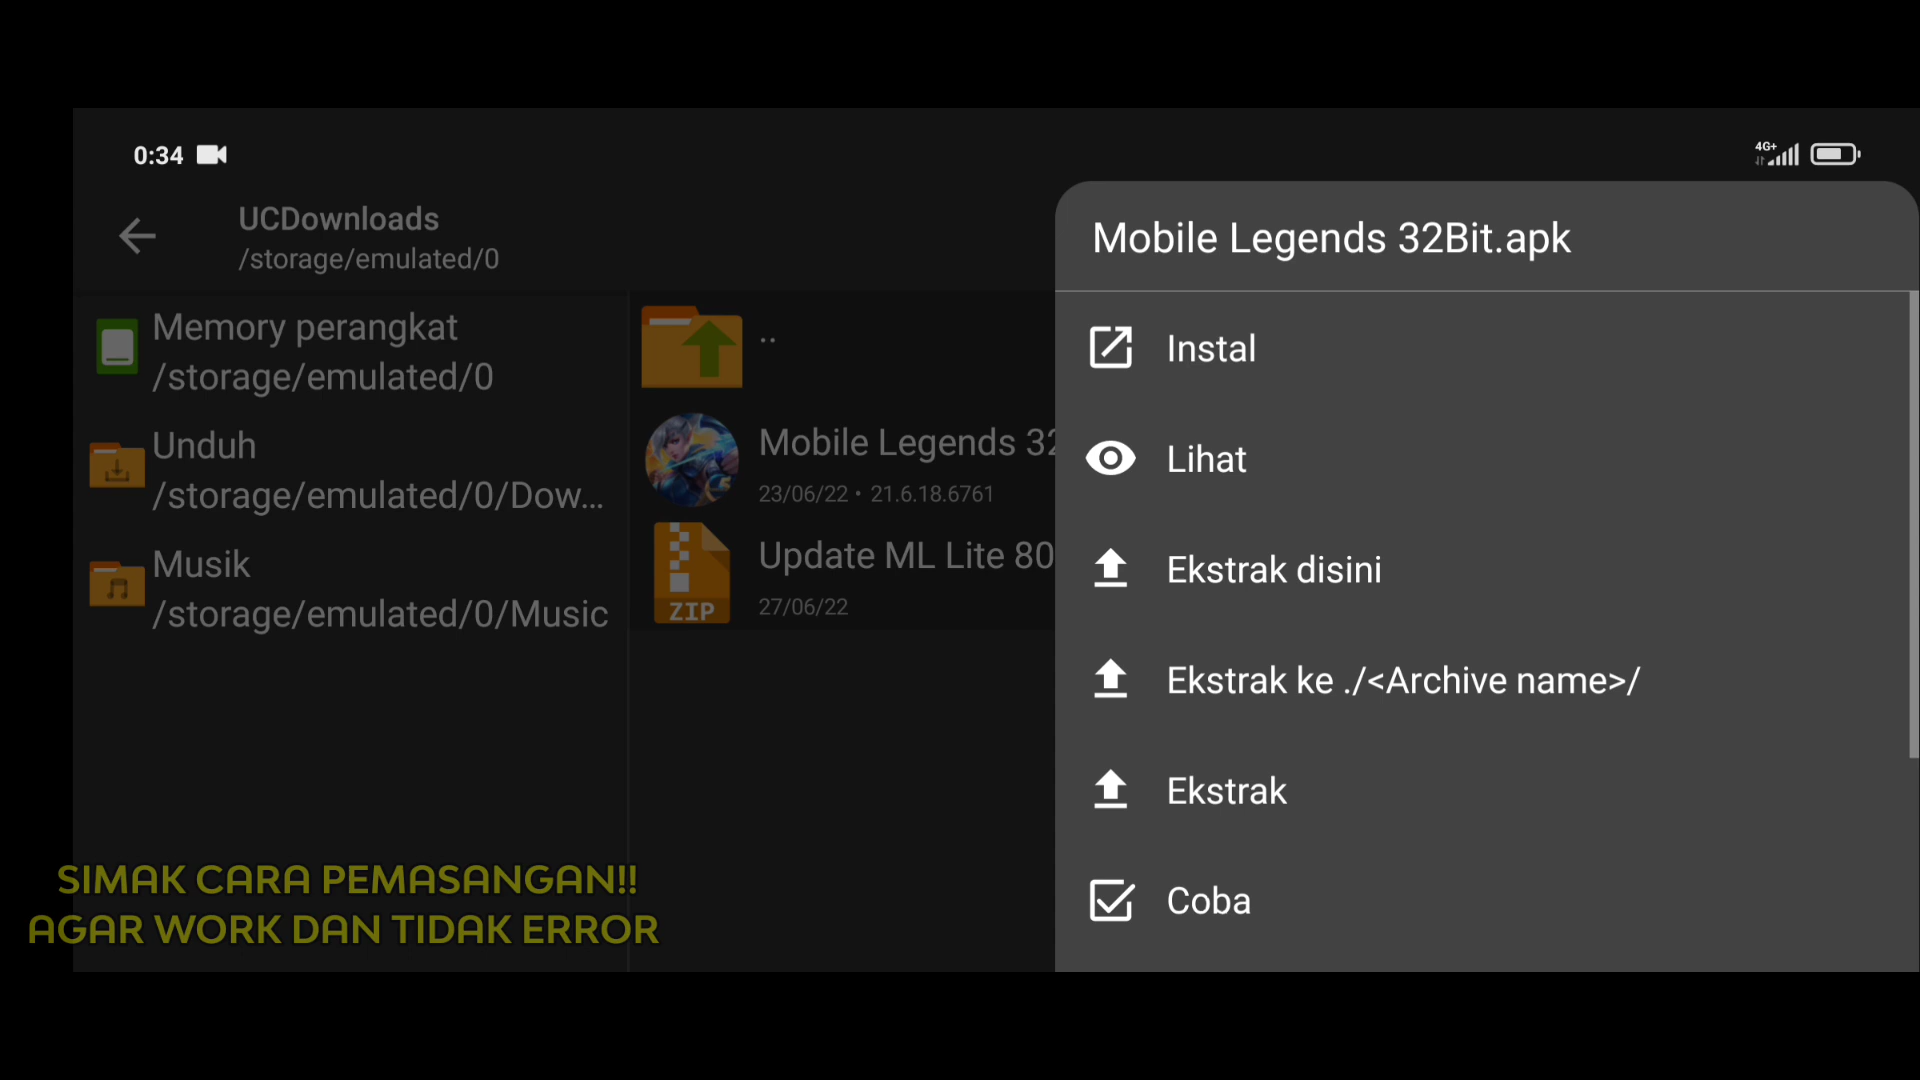 0:34
4G+
UCDownloads
/storage/emulated/0
Memory perangkat
/storage/emulated/0
Unduh
/storage/emulated/0/Dow...
Musik
/storage/emulated/0/Music
..
Mobile Legends 32
23/06/22 • 21.6.18.6761
Update ML Lite 80
ZIP
27/06/22
Mobile Legends 32Bit.apk
Instal
Lihat
Ekstrak disini
Ekstrak ke ./<Archive name>/
Ekstrak
Coba
SIMAK CARA PEMASANGAN!!
AGAR WORK DAN TIDAK ERROR